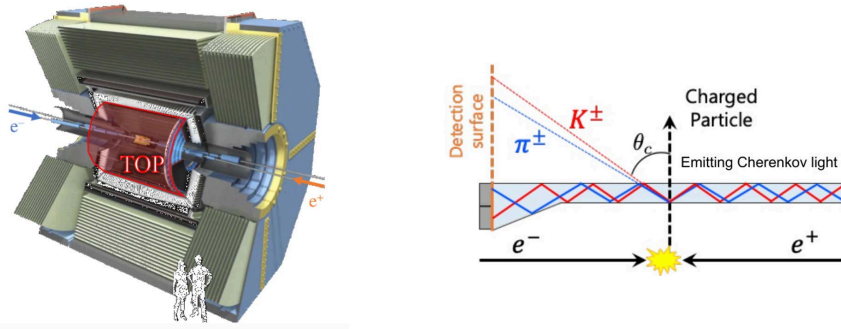 e⁻
TOP
e⁺
Detection
surface
K±
π±
θc
Charged
Particle
Emitting Cherenkov light
e⁻
e⁺